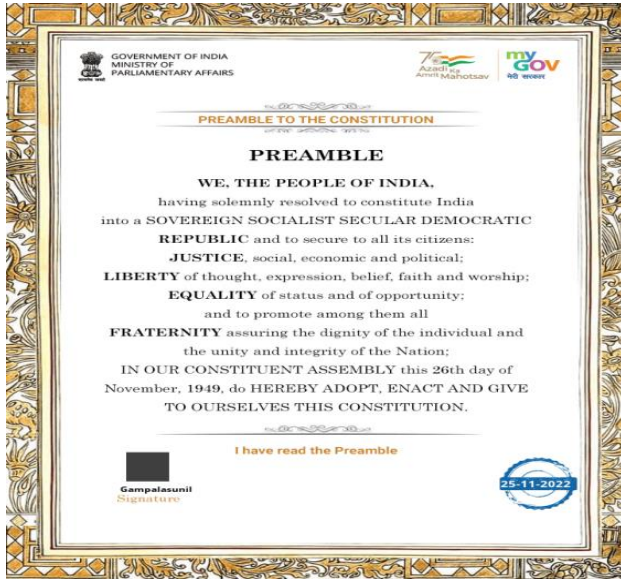 GOVERNMENT OF INDIA
MINISTRY OF
PARLIAMENTARY AFFAIRS
Azadi Ka
Amrit Mahotsav
my
GOV
मेरी सरकार
PREAMBLE TO THE CONSTITUTION
PREAMBLE
WE, THE PEOPLE OF INDIA,
having solemnly resolved to constitute India
into a SOVEREIGN SOCIALIST SECULAR DEMOCRATIC
REPUBLIC and to secure to all its citizens:
JUSTICE, social, economic and political;
LIBERTY of thought, expression, belief, faith and worship;
EQUALITY of status and of opportunity;
and to promote among them all
FRATERNITY assuring the dignity of the individual and
the unity and integrity of the Nation;
IN OUR CONSTITUENT ASSEMBLY this 26th day of
November, 1949, do HEREBY ADOPT, ENACT AND GIVE
TO OURSELVES THIS CONSTITUTION.
I have read the Preamble
Gampalasunil
Signature
25-11-2022